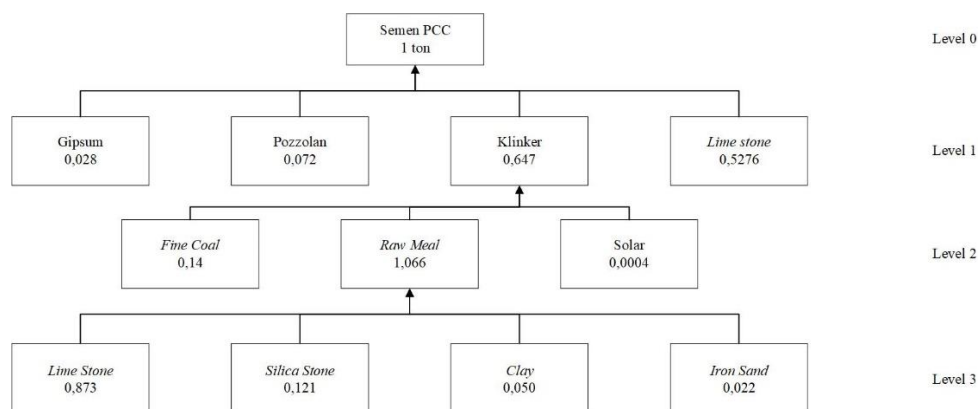 Semen PCC
1 ton
Level 0
Gipsum
0,028
Pozzolan
0,072
Klinker
0,647
Lime stone
0,5276
Level 1
Fine Coal
0,14
Raw Meal
1,066
Solar
0,0004
Level 2
Lime Stone
0,873
Silica Stone
0,121
Clay
0,050
Iron Sand
0,022
Level 3